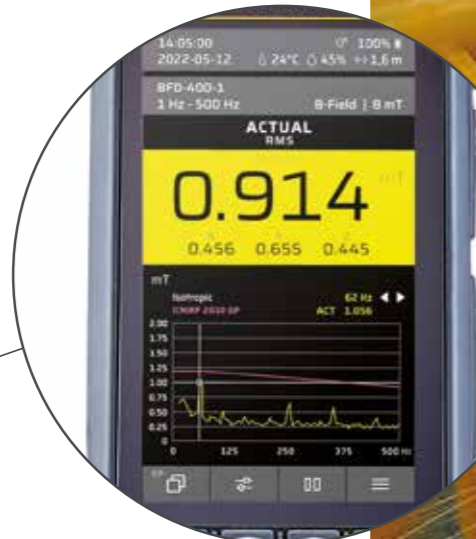 14:05:00 100%
2022-05-12 24°C 45% 1,6 m
BFD-400-1
1 Hz - 500 Hz B-Field | 8 mT
ACTUAL
RMS
0.914 mT
0.456 0.655 0.445
mT
Isotropic 62 Hz
ICNIRP 2010 GP ACT 1.056
2.00
1.75
1.50
1.25
1.00
0.75
0.50
0.25
0
0 125 250 375 500 Hz